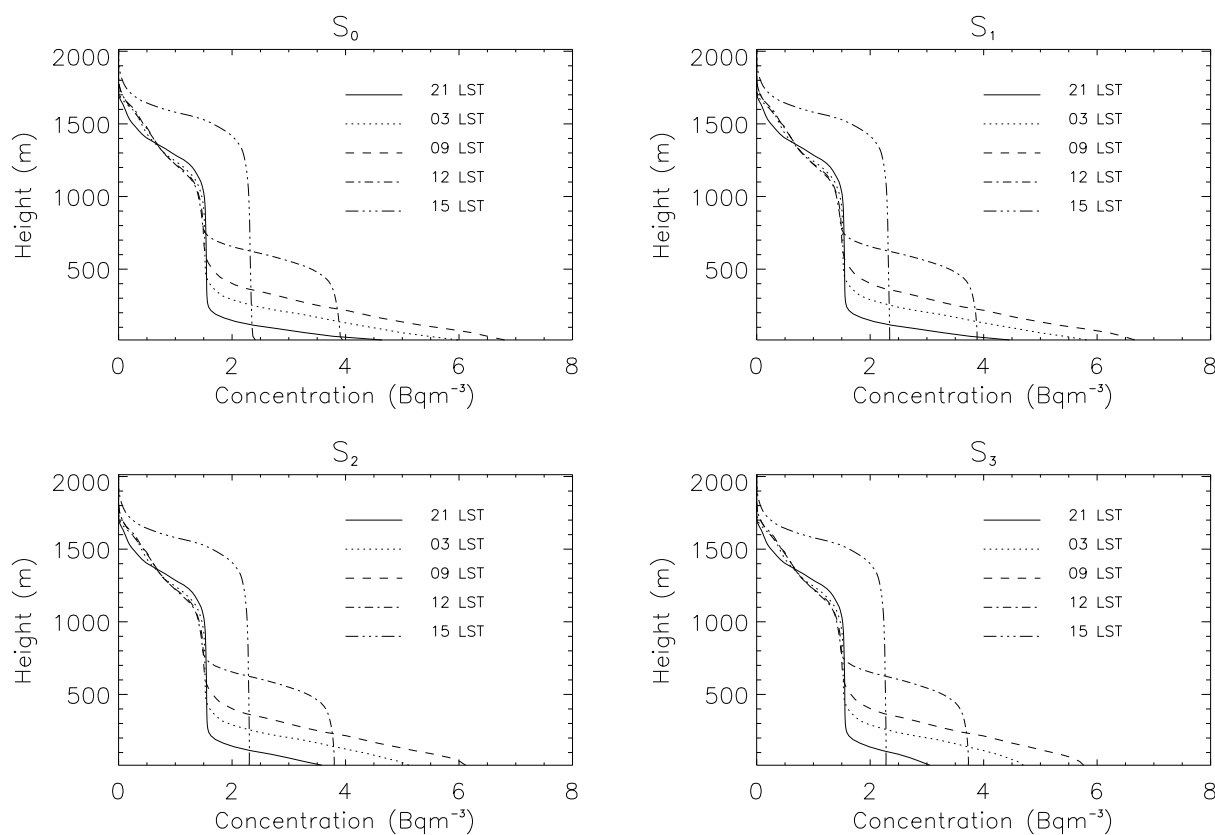 S₀
2000
1500
1000
500
Height (m)
21 LST
03 LST
09 LST
12 LST
15 LST
0 2 4 6 8
Concentration (Bqm⁻³)
S₁
2000
1500
1000
500
Height (m)
21 LST
03 LST
09 LST
12 LST
15 LST
0 2 4 6 8
Concentration (Bqm⁻³)
S₂
2000
1500
1000
500
Height (m)
21 LST
03 LST
09 LST
12 LST
15 LST
0 2 4 6 8
Concentration (Bqm⁻³)
S₃
2000
1500
1000
500
Height (m)
21 LST
03 LST
09 LST
12 LST
15 LST
0 2 4 6 8
Concentration (Bqm⁻³)